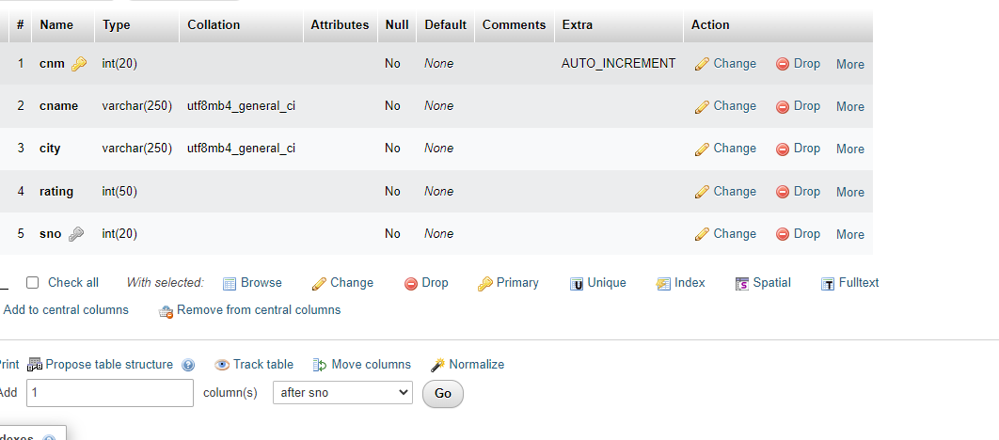 # Name Type Collation Attributes Null Default Comments Extra Action
1 cnm int(20) No None AUTO_INCREMENT Change Drop More
2 cname varchar(250) utf8mb4_general_ci No None Change Drop More
3 city varchar(250) utf8mb4_general_ci No None Change Drop More
4 rating int(50) No None Change Drop More
5 sno int(20) No None Change Drop More
Check all With selected: Browse Change Drop Primary Unique Index Spatial Fulltext
Add to central columns Remove from central columns
rint Propose table structure Track table Move columns Normalize
Add 1 column(s) after sno Go
dexes